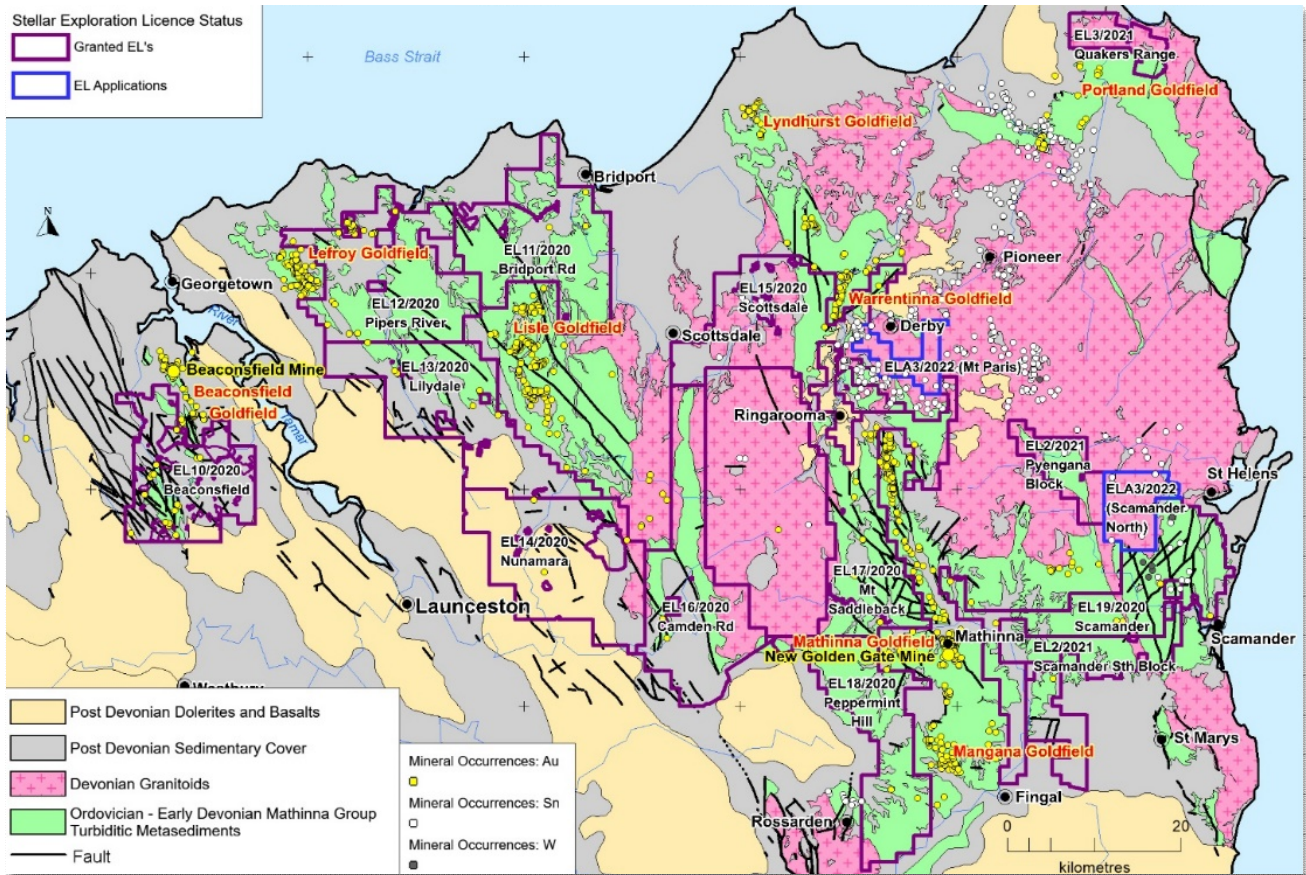 Stellar Exploration Licence Status
Granted EL's
EL Applications
Bass Strait
EL3/2021
Quakers Range
Portland Goldfield
Lyndhurst Goldfield
Bridport
N
Lefroy Goldfield
EL11/2020
Bridport Rd
Georgetown
River
Pioneer
EL15/2020
Scottsdale
Warrentinna Goldfield
EL12/2020
Pipers River
Lisle Goldfield
Scottsdale
Derby
Beaconsfield Mine
Beaconsfield
Goldfield
Tamar
EL13/2020
Lilydale
ELA3/2022 (Mt Paris)
Ringarooma
EL10/2020
Beaconsfield
EL2/2021
Pyengana
Block
St Helens
ELA3/2022
(Scamander
North)
EL14/2020
Nunamara
EL17/2020
Mt
Saddleback
Launceston
EL16/2020
Camden Rd
EL19/2020
Scamander
Scamander
Mathinna Goldfield
Mathinna
New Golden Gate Mine
EL2/2021
Scamander Sth Block
EL18/2020
Peppermint
Hill
St Marys
Mangana Goldfield
Fingal
Rossarden
0
20
kilometres
Post Devonian Dolerites and Basalts
Post Devonian Sedimentary Cover
Devonian Granitoids
Ordovician - Early Devonian Mathinna Group
Turbiditic Metasediments
Fault
Mineral Occurrences: Au
Mineral Occurrences: Sn
Mineral Occurrences: W